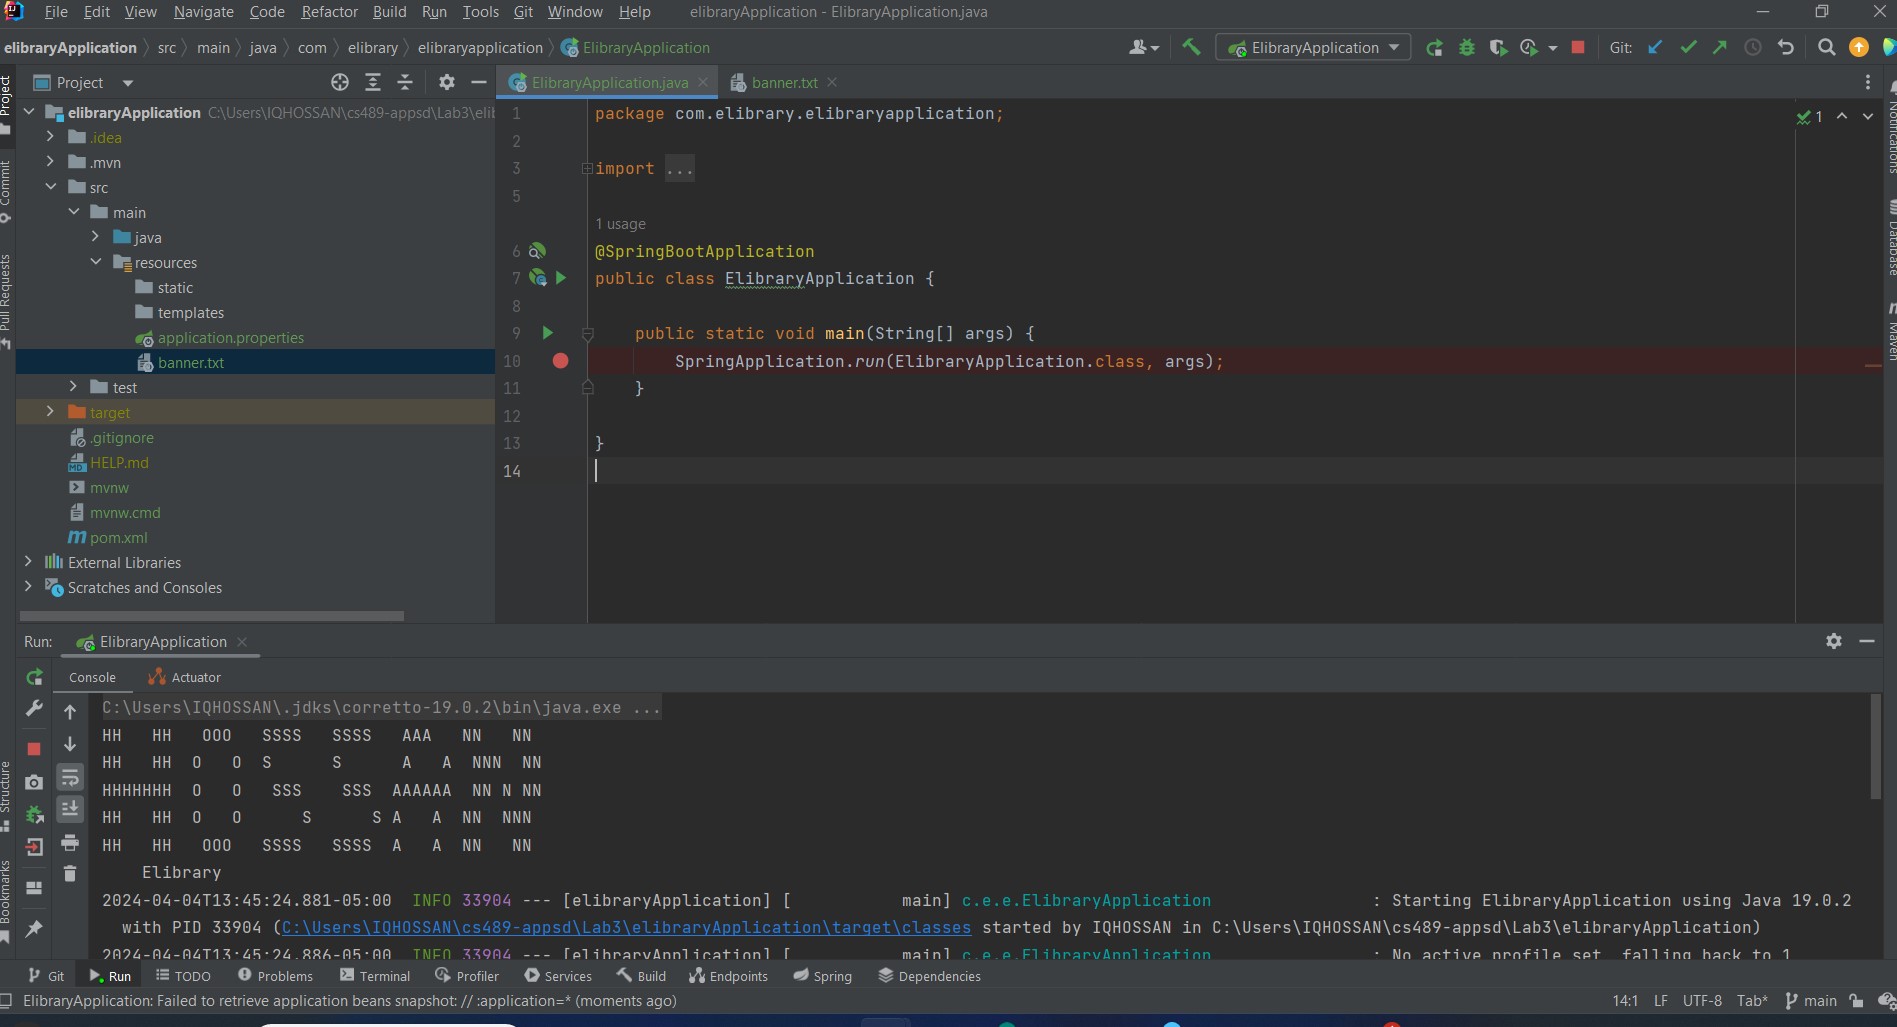 File Edit View Navigate Code Refactor Build Run Tools Git Window Help elibraryApplication - ElibraryApplication.java
elibraryApplication src main java com elibrary elibraryapplication ElibraryApplication ElibraryApplication Git:
Project
ElibraryApplication.java banner.txt
Project
Commit
Pull Requests
Structure
Bookmarks
Notifications
Database
Maven
elibraryApplication C:\Users\IQHOSSAN\cs489-appsd\Lab3\elib
.idea
.mvn
src
main
java
resources
static
templates
application.properties
banner.txt
test
target
.gitignore
HELP.md
mvnw
mvnw.cmd
pom.xml
External Libraries
Scratches and Consoles
1 package com.elibrary.elibraryapplication;
2
3 import ...
5
1 usage
6 @SpringBootApplication
7 public class ElibraryApplication {
8
9 public static void main(String[] args) {
10 SpringApplication.run(ElibraryApplication.class, args);
11 }
12
13 }
14
1
Run: ElibraryApplication
Console Actuator
C:\Users\IQHOSSAN\.jdks\corretto-19.0.2\bin\java.exe ...
HH   HH   OOO   SSSS   SSSS   AAA   NN   NN
HH   HH  O   O  S      S      A   A  NNN  NN
HHHHHHH  O   O   SSS    SSS  AAAAAA  NN N NN
HH   HH  O   O      S      S A   A  NN  NNN
HH   HH   OOO   SSSS   SSSS  A   A  NN   NN
Elibrary
2024-04-04T13:45:24.881-05:00  INFO 33904 --- [elibraryApplication] [           main] c.e.e.ElibraryApplication                : Starting ElibraryApplication using Java 19.0.2
with PID 33904 (C:\Users\IQHOSSAN\cs489-appsd\Lab3\elibraryApplication\target\classes started by IQHOSSAN in C:\Users\IQHOSSAN\cs489-appsd\Lab3\elibraryApplication)
2024-04-04T13:45:24.886-05:00  INFO 33904 --- [elibraryApplication] [           main] c.e.e.ElibraryApplication                : No active profile set, falling back to 1
Git Run TODO Problems Terminal Profiler Services Build Endpoints Spring Dependencies
ElibraryApplication: Failed to retrieve application beans snapshot: // :application=* (moments ago) 14:1 LF UTF-8 Tab* main